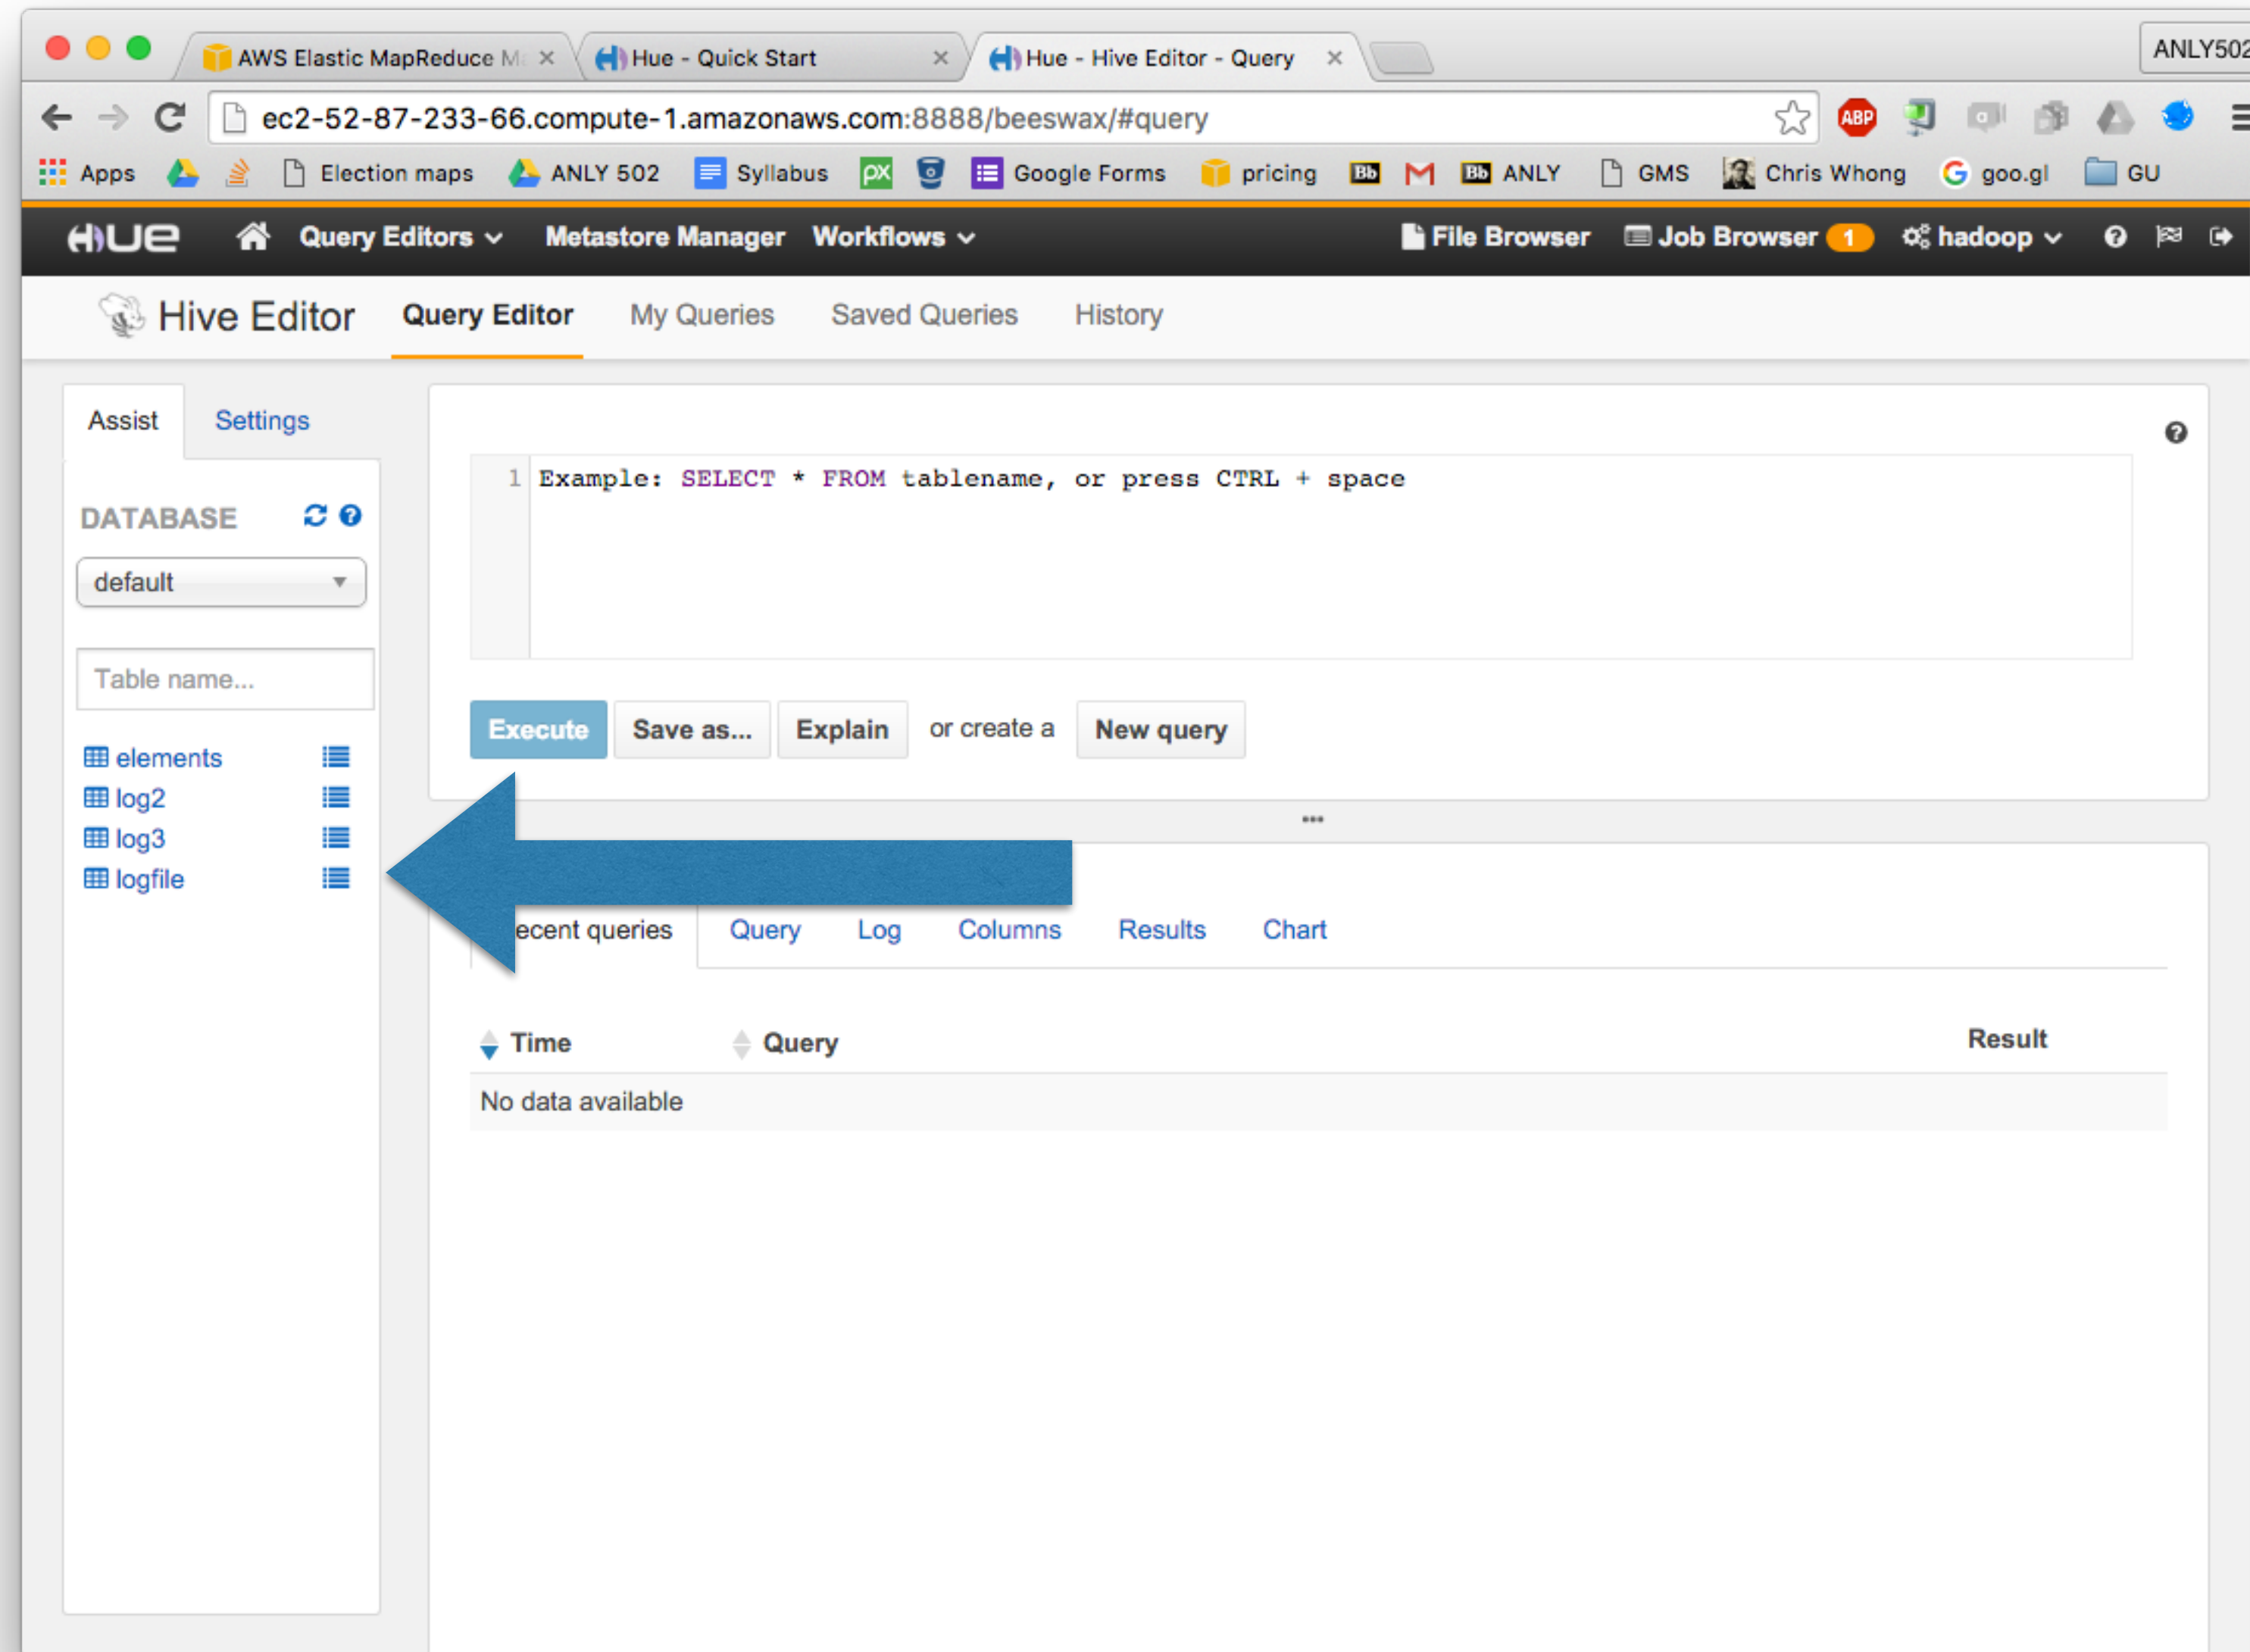 AWS Elastic MapReduce Ma
Hue - Quick Start
Hue - Hive Editor - Query
ANLY502
ec2-52-87-233-66.compute-1.amazonaws.com:8888/beeswax/#query
ABP
Apps
Election maps
ANLY 502
Syllabus
px
Google Forms
pricing
Bb
Bb ANLY
GMS
Chris Whong
G goo.gl
GU
HUE
Query Editors
Metastore Manager
Workflows
File Browser
Job Browser 1
hadoop
Hive Editor
Query Editor
My Queries
Saved Queries
History
Assist
Settings
DATABASE
default
Table name...
elements
log2
log3
logfile
1 Example: SELECT * FROM tablename, or press CTRL + space
Execute
Save as...
Explain
or create a
New query
ecent queries
Query
Log
Columns
Results
Chart
Time
Query
Result
No data available